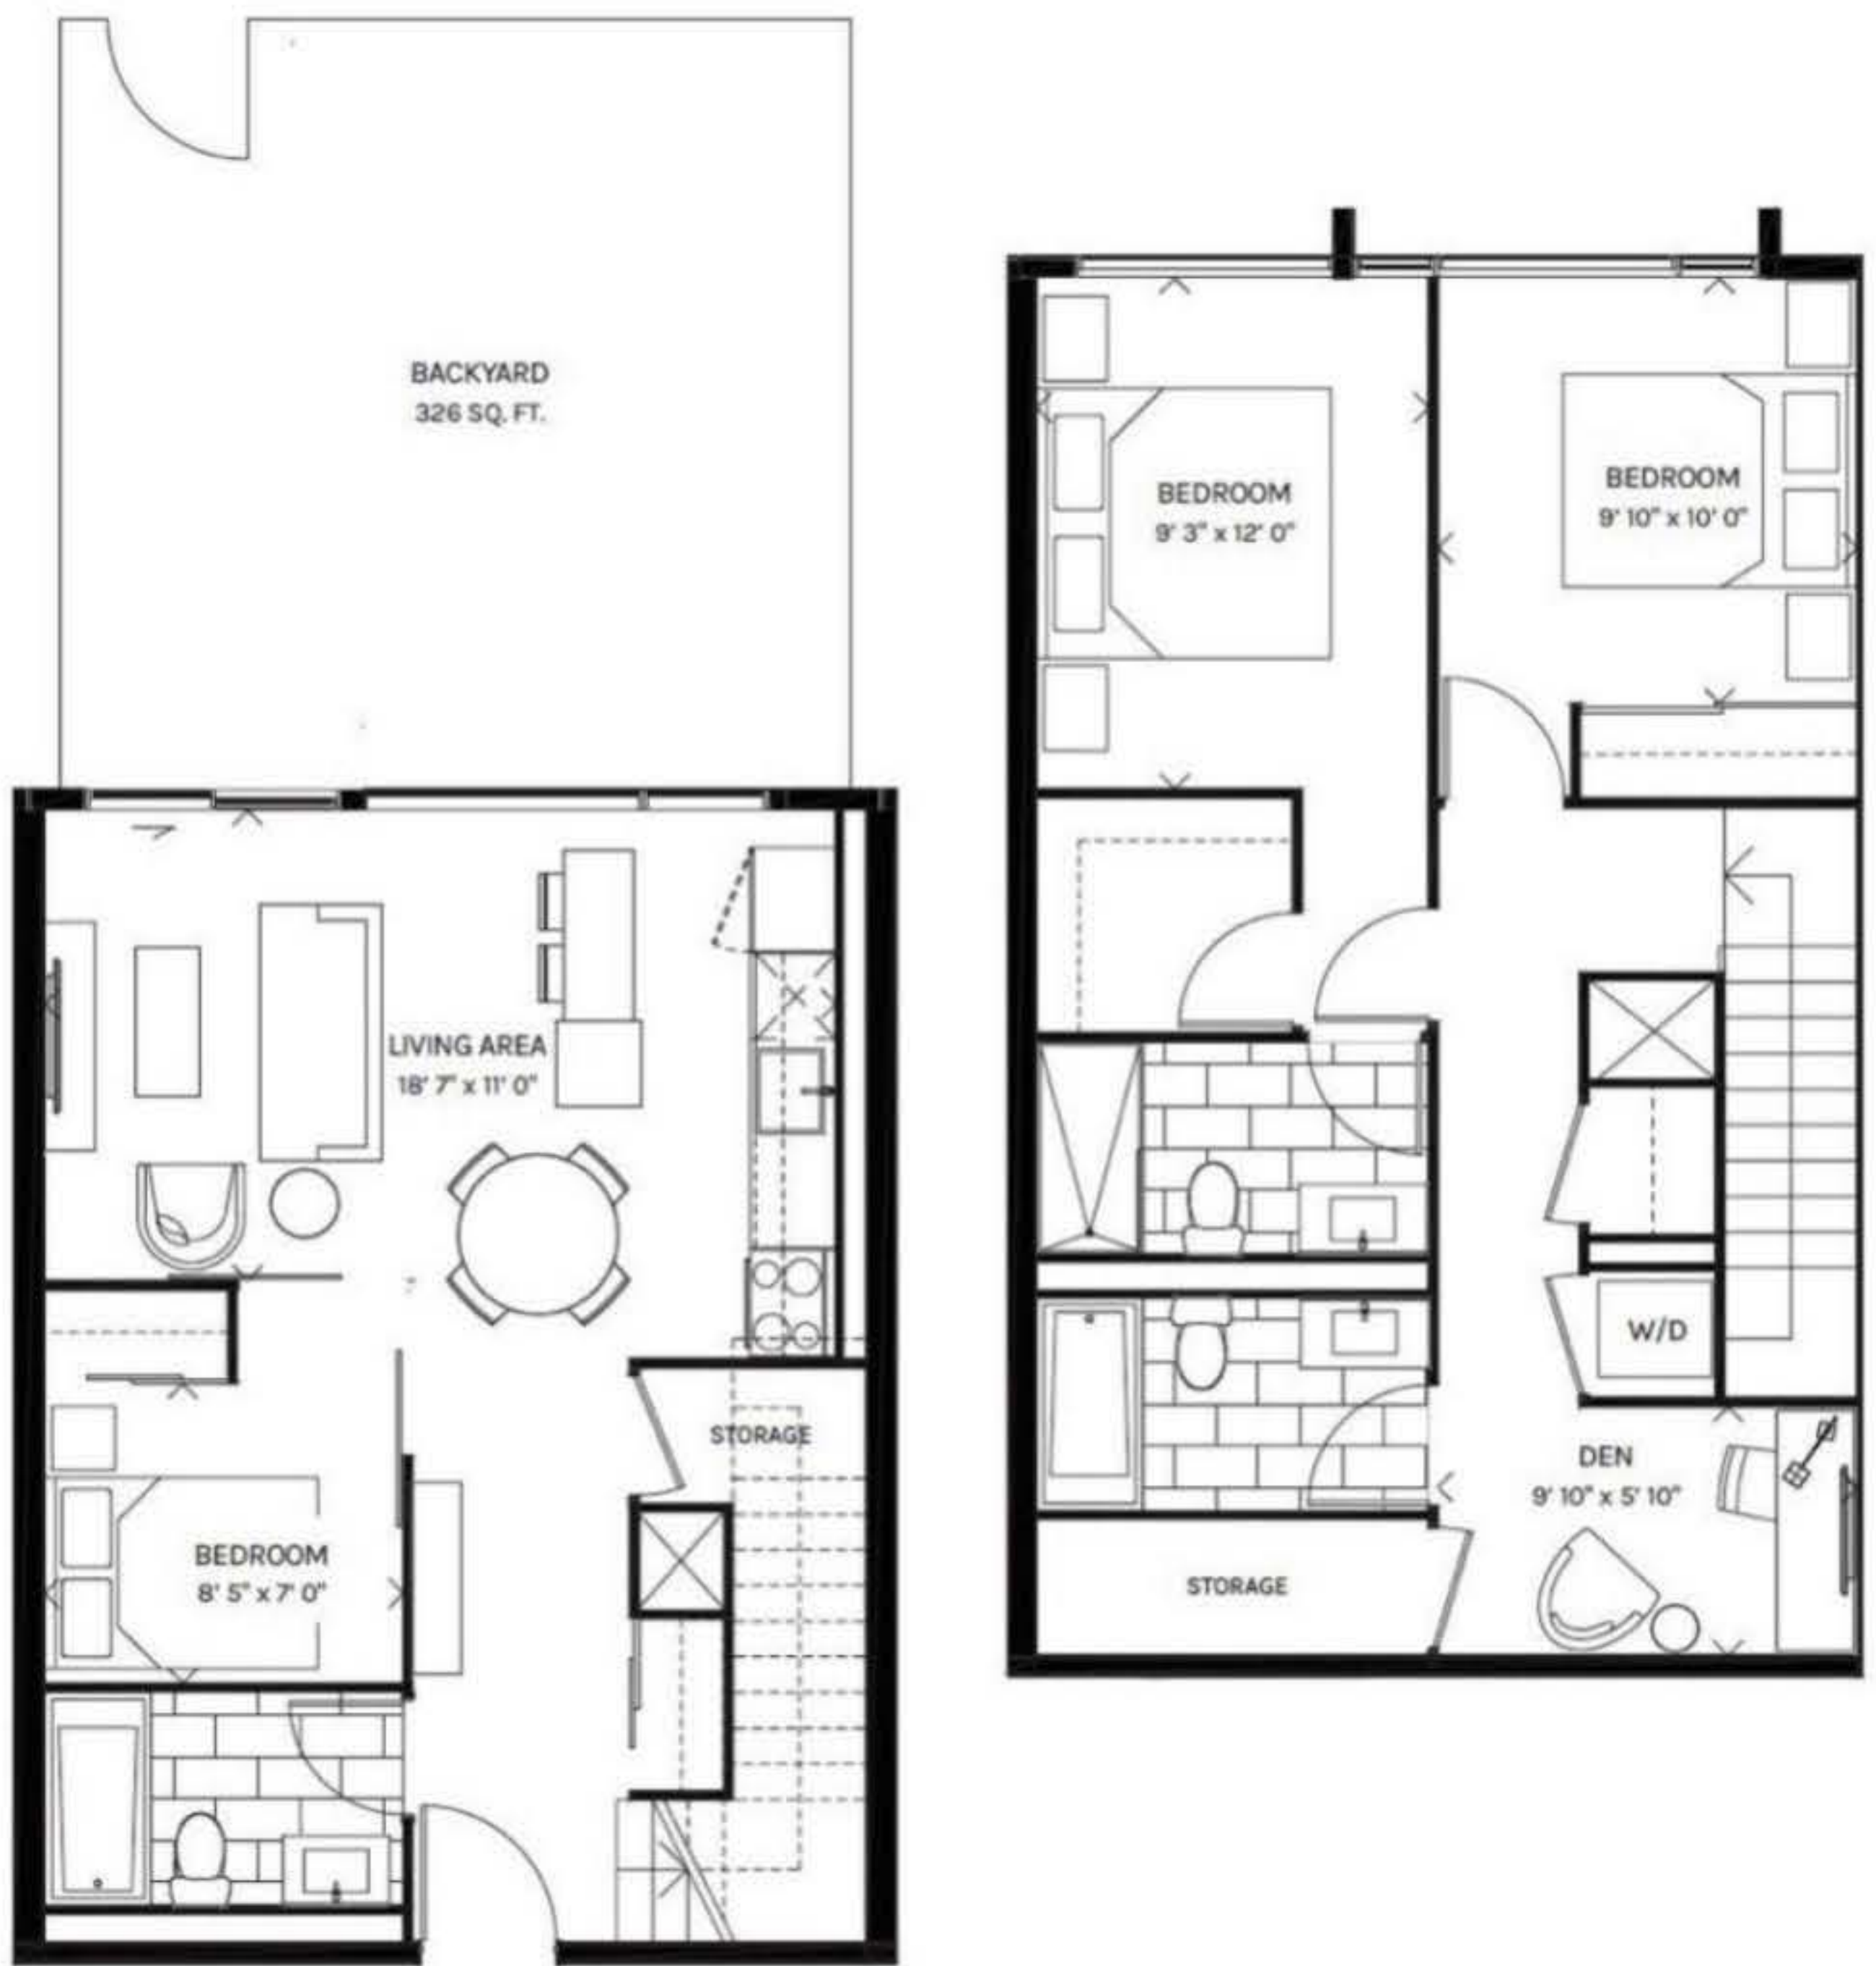 BACKYARD
326 SQ. FT.
LIVING AREA
18' 7" x 11' 0"
STORAGE
BEDROOM
8' 5" x 7' 0"
BEDROOM
9' 3" x 12' 0"
BEDROOM
9' 10" x 10' 0"
W/D
DEN
9' 10" x 5' 10"
STORAGE